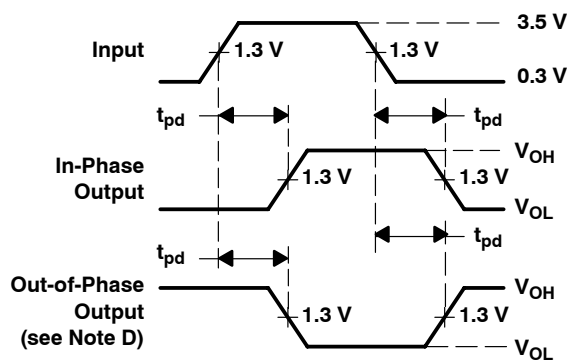 3.5 V
Input
1.3 V
1.3 V
0.3 V
tpd
tpd
VOH
In-Phase
Output
1.3 V
1.3 V
VOL
tpd
tpd
Out-of-Phase
Output
(see Note D)
VOH
1.3 V
1.3 V
VOL